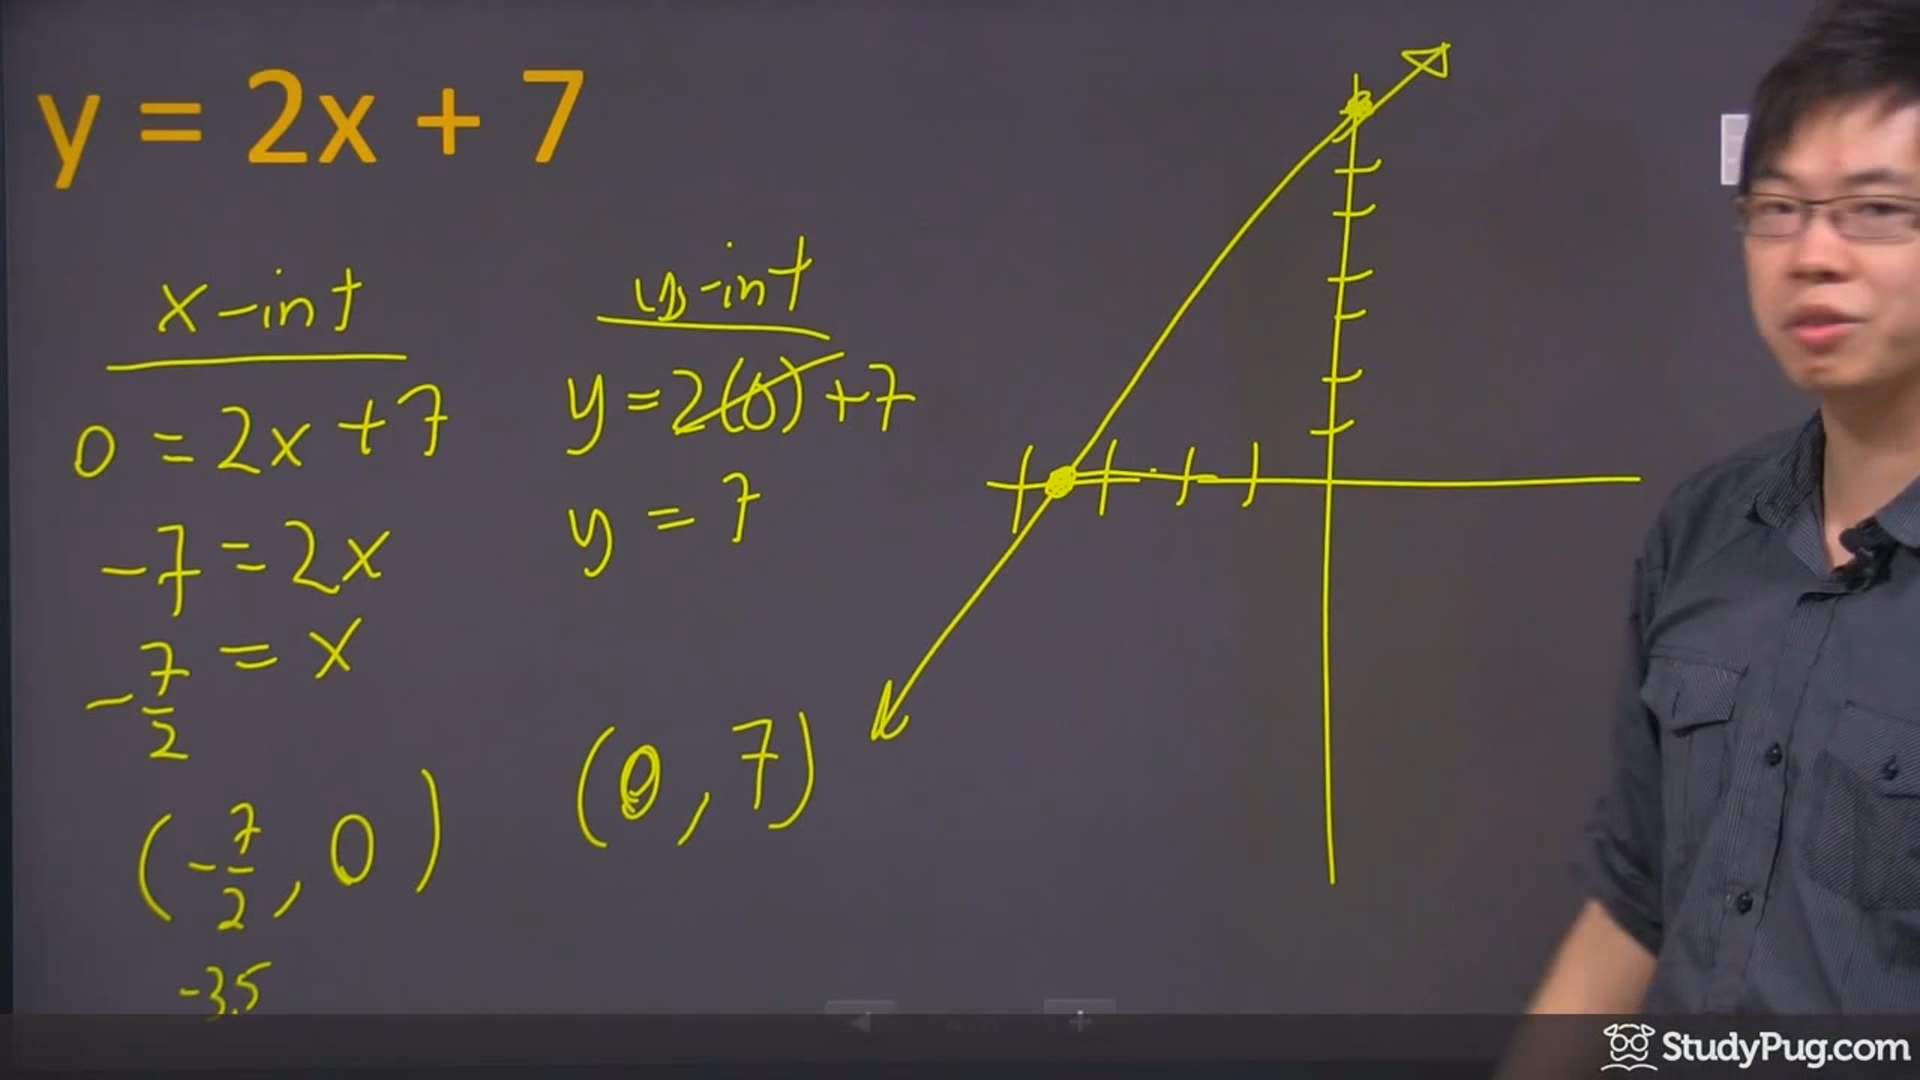 y = 2x + 7
x-int
0 = 2x + 7
-7 = 2x
-7/2 = x
(-7/2, 0)
-3.5
y-int
y = 2(0) + 7
y = 7
(0, 7)
StudyPug.com